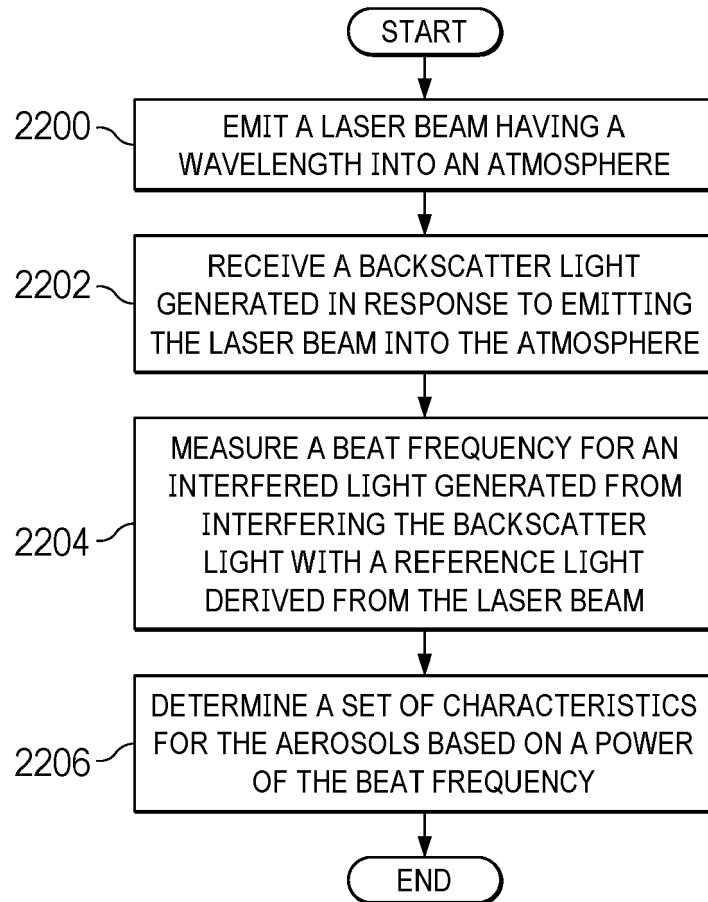 START
2200
EMIT A LASER BEAM HAVING A
WAVELENGTH INTO AN ATMOSPHERE
2202
RECEIVE A BACKSCATTER LIGHT
GENERATED IN RESPONSE TO EMITTING
THE LASER BEAM INTO THE ATMOSPHERE
2204
MEASURE A BEAT FREQUENCY FOR AN
INTERFERED LIGHT GENERATED FROM
INTERFERING THE BACKSCATTER
LIGHT WITH A REFERENCE LIGHT
DERIVED FROM THE LASER BEAM
2206
DETERMINE A SET OF CHARACTERISTICS
FOR THE AEROSOLS BASED ON A POWER
OF THE BEAT FREQUENCY
END